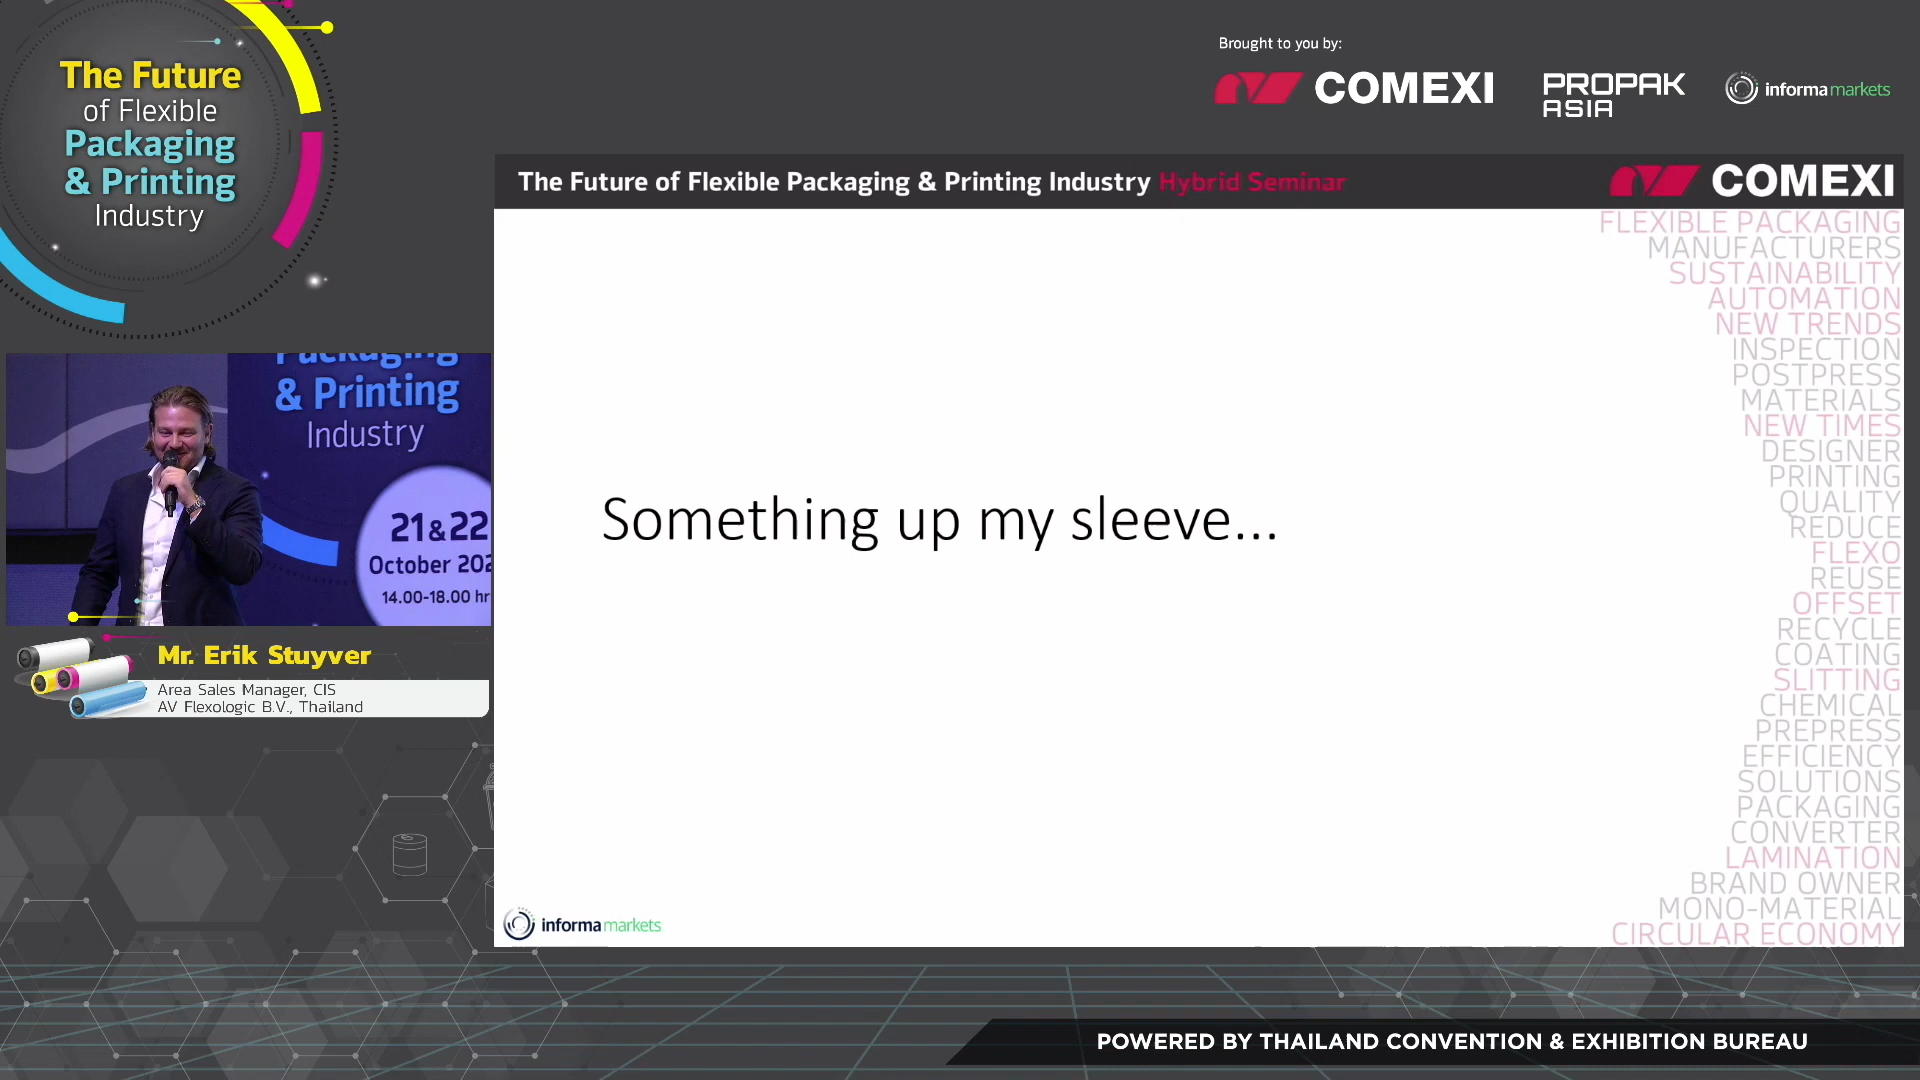 The Future
of Flexible
Packaging
& Printing
Industry
Brought to you by:
COMEXI
PROPAK
ASIA
informa markets
The Future of Flexible Packaging & Printing Industry Hybrid Seminar
COMEXI
Something up my sleeve...
FLEXIBLE PACKAGING
MANUFACTURERS
SUSTAINABILITY
AUTOMATION
NEW TRENDS
INSPECTION
POSTPRESS
MATERIALS
NEW TIMES
DESIGNER
PRINTING
QUALITY
REDUCE
FLEXO
REUSE
OFFSET
RECYCLE
COATING
SLITTING
CHEMICAL
PREPRESS
EFFICIENCY
SOLUTIONS
PACKAGING
CONVERTER
LAMINATION
BRAND OWNER
MONO-MATERIAL
CIRCULAR ECONOMY
informa markets
Packaging
& Printing
Industry
21 & 22
October 202
14.00-18.00 hr
Mr. Erik Stuyver
Area Sales Manager, CIS
AV Flexologic B.V., Thailand
POWERED BY THAILAND CONVENTION & EXHIBITION BUREAU